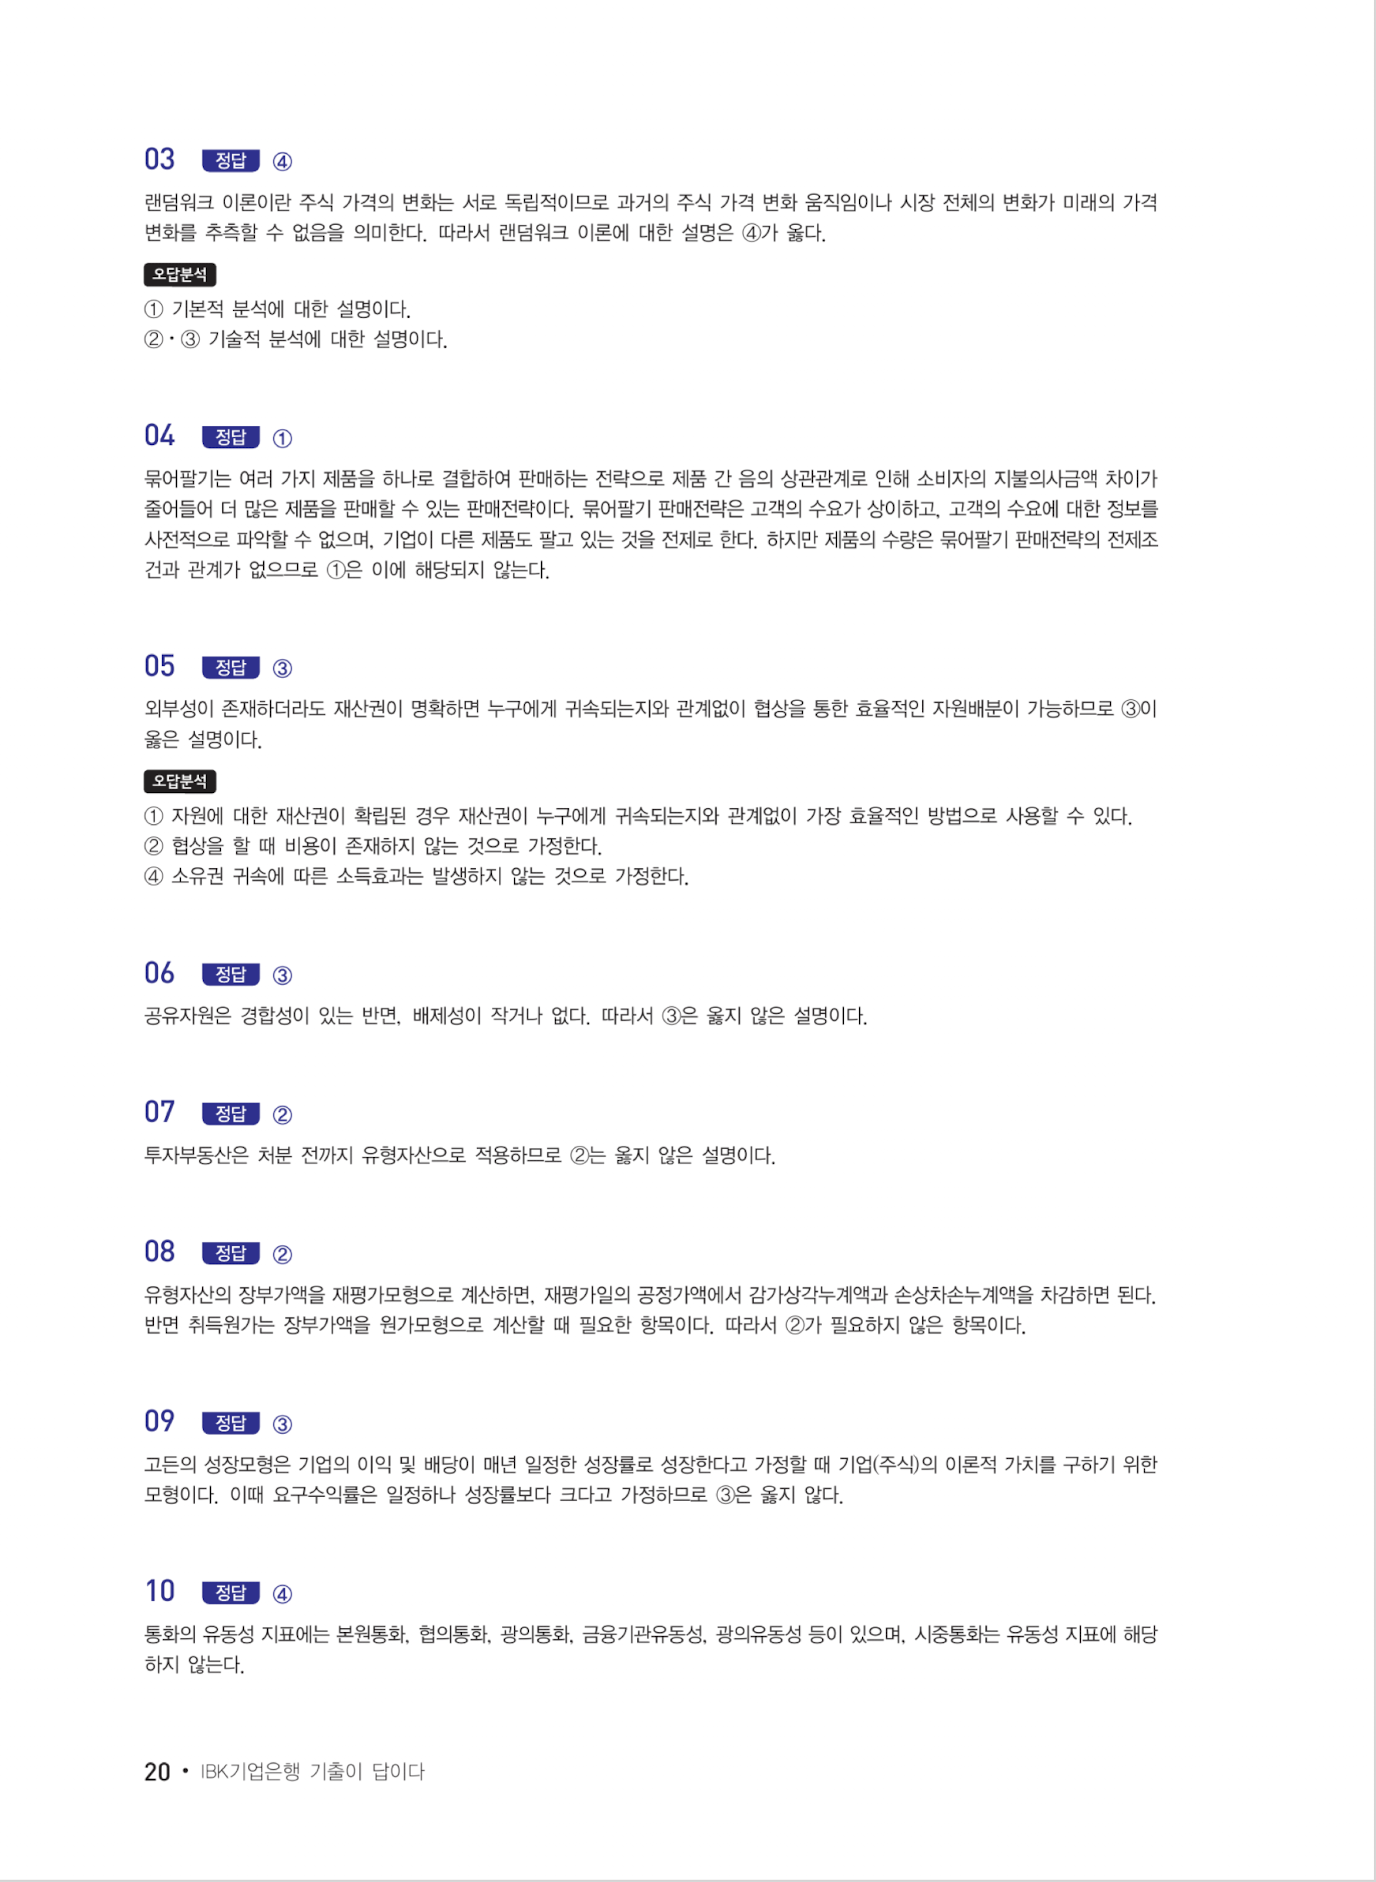 03 정답 ④
랜덤워크 이론이란 주식 가격의 변화는 서로 독립적이므로 과거의 주식 가격 변화 움직임이나 시장 전체의 변화가 미래의 가격
변화를 추측할 수 없음을 의미한다. 따라서 랜덤워크 이론에 대한 설명은 ④가 옳다.
오답분석
① 기본적 분석에 대한 설명이다.
②·③ 기술적 분석에 대한 설명이다.
04 정답 ①
묶어팔기는 여러 가지 제품을 하나로 결합하여 판매하는 전략으로 제품 간 음의 상관관계로 인해 소비자의 지불의사금액 차이가
줄어들어 더 많은 제품을 판매할 수 있는 판매전략이다. 묶어팔기 판매전략은 고객의 수요가 상이하고, 고객의 수요에 대한 정보를
사전적으로 파악할 수 없으며, 기업이 다른 제품도 팔고 있는 것을 전제로 한다. 하지만 제품의 수량은 묶어팔기 판매전략의 전제조
건과 관계가 없으므로 ①은 이에 해당되지 않는다.
05 정답 ③
외부성이 존재하더라도 재산권이 명확하면 누구에게 귀속되는지와 관계없이 협상을 통한 효율적인 자원배분이 가능하므로 ③이
옳은 설명이다.
오답분석
① 자원에 대한 재산권이 확립된 경우 재산권이 누구에게 귀속되는지와 관계없이 가장 효율적인 방법으로 사용할 수 있다.
② 협상을 할 때 비용이 존재하지 않는 것으로 가정한다.
④ 소유권 귀속에 따른 소득효과는 발생하지 않는 것으로 가정한다.
06 정답 ③
공유자원은 경합성이 있는 반면, 배제성이 작거나 없다. 따라서 ③은 옳지 않은 설명이다.
07 정답 ②
투자부동산은 처분 전까지 유형자산으로 적용하므로 ②는 옳지 않은 설명이다.
08 정답 ②
유형자산의 장부가액을 재평가모형으로 계산하면, 재평가일의 공정가액에서 감가상각누계액과 손상차손누계액을 차감하면 된다.
반면 취득원가는 장부가액을 원가모형으로 계산할 때 필요한 항목이다. 따라서 ②가 필요하지 않은 항목이다.
09 정답 ③
고든의 성장모형은 기업의 이익 및 배당이 매년 일정한 성장률로 성장한다고 가정할 때 기업(주식)의 이론적 가치를 구하기 위한
모형이다. 이때 요구수익률은 일정하나 성장률보다 크다고 가정하므로 ③은 옳지 않다.
10 정답 ④
통화의 유동성 지표에는 본원통화, 협의통화, 광의통화, 금융기관유동성, 광의유동성 등이 있으며, 시중통화는 유동성 지표에 해당
하지 않는다.
20 • IBK기업은행 기출이 답이다